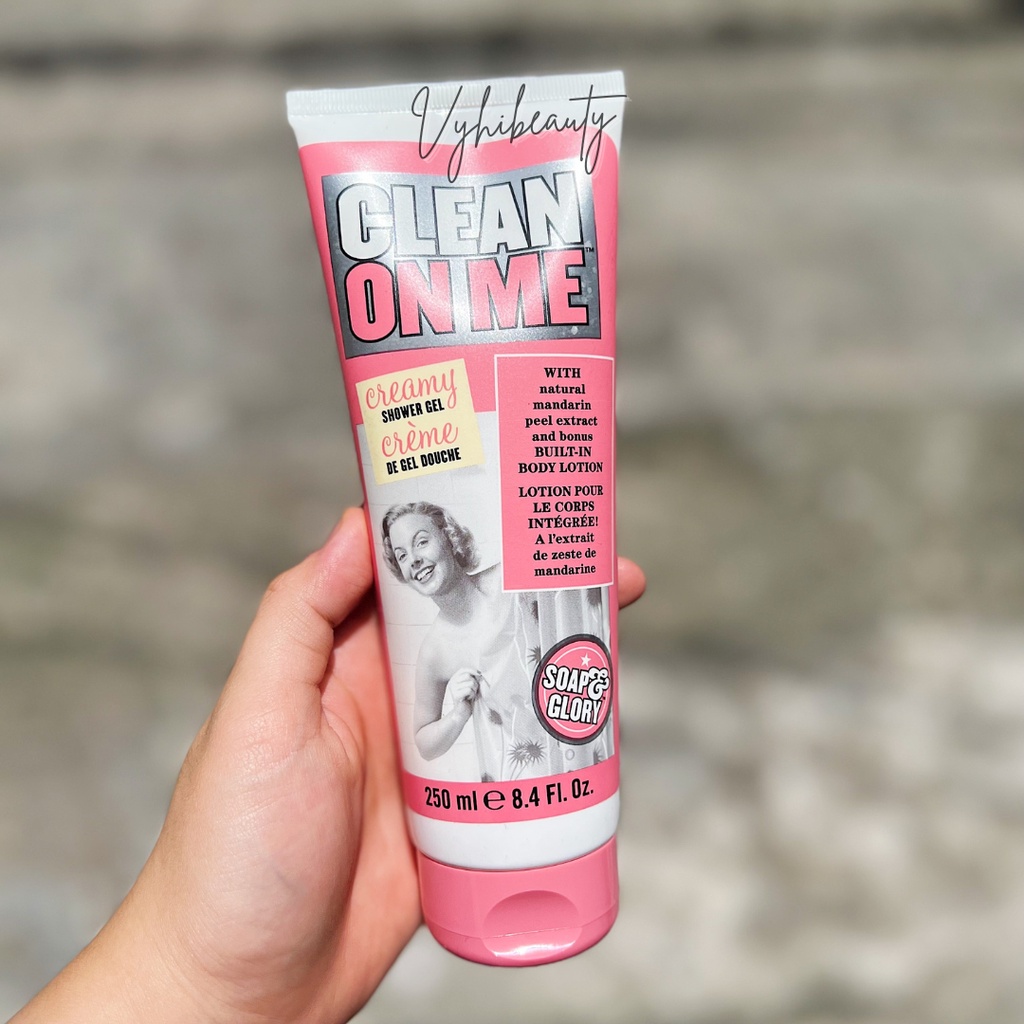 Vyhibeauty
CLEAN
ON ME™
creamy
SHOWER GEL
crème
DE GEL DOUCHE
WITH
natural
mandarin
peel extract
and bonus
BUILT-IN
BODY LOTION
LOTION POUR
LE CORPS
INTÉGRÉE!
A l'extrait
de zeste de
mandarine
SOAP&
GLORY
250 ml ℮ 8.4 Fl. Oz.